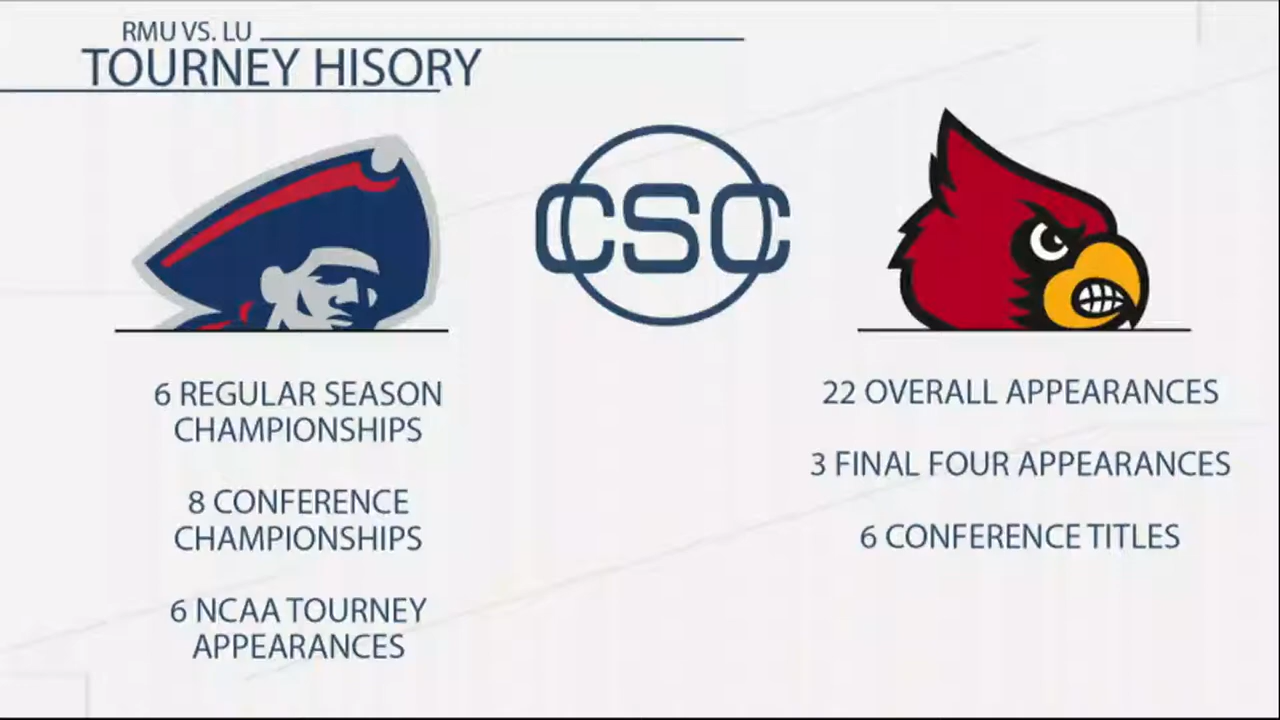 RMU VS. LU
TOURNEY HISORY
CSC
6 REGULAR SEASON
CHAMPIONSHIPS
8 CONFERENCE
CHAMPIONSHIPS
6 NCAA TOURNEY
APPEARANCES
22 OVERALL APPEARANCES
3 FINAL FOUR APPEARANCES
6 CONFERENCE TITLES